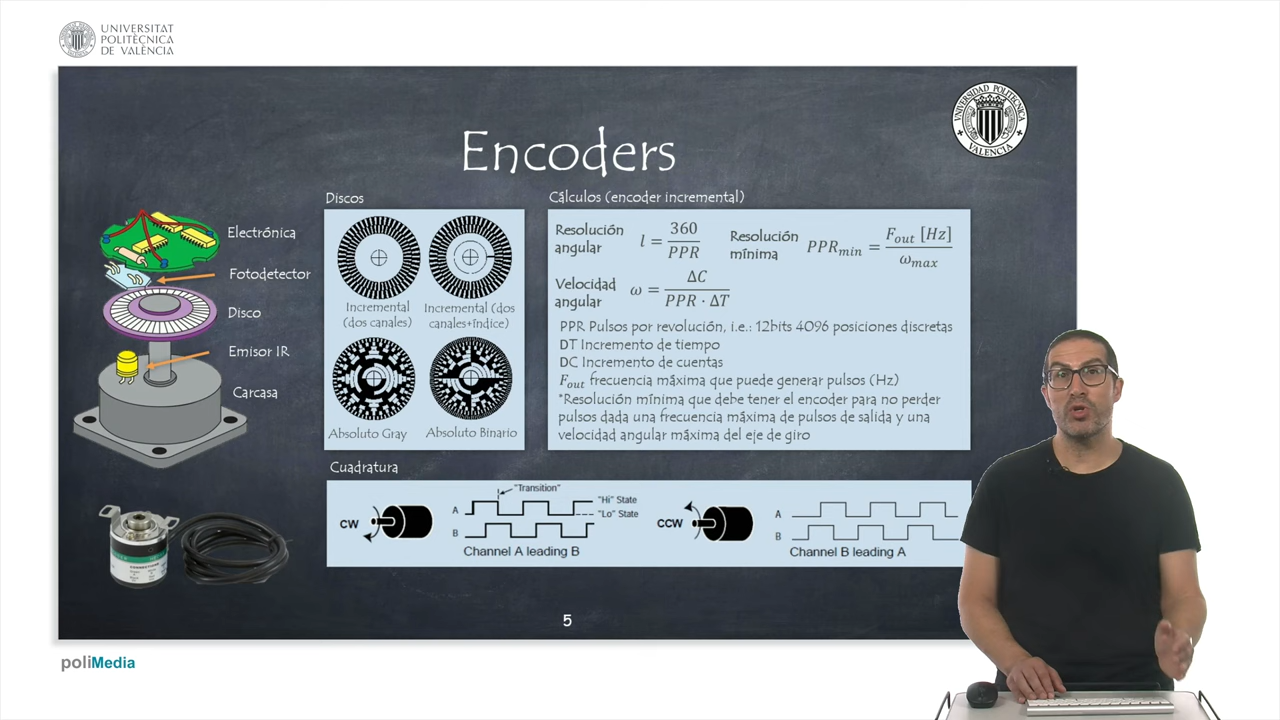 UNIVERSITAT
POLITÈCNICA
DE VALÈNCIA
UNIVERSIDAD POLITECNICA
VALENCIA
Encoders
Electrónica
Fotodetector
Disco
Emisor IR
Carcasa
Discos
Incremental
(dos canales)
Incremental (dos
canales+índice)
Absoluto Gray
Absoluto Binario
Cálculos (encoder incremental)
Resolución
angular
l = 360 / PPR
Resolución
mínima
PPR_min = F_out [Hz] / ω_max
Velocidad
angular
ω = ΔC / (PPR · ΔT)
PPR Pulsos por revolución, i.e.: 12bits 4096 posiciones discretas
DT Incremento de tiempo
DC Incremento de cuentas
F_out frecuencia máxima que puede generar pulsos (Hz)
*Resolución mínima que debe tener el encoder para no perder
pulsos dada una frecuencia máxima de pulsos de salida y una
velocidad angular máxima del eje de giro
Cuadratura
CW
"Transition"
A
B
"Hi" State
"Lo" State
Channel A leading B
CCW
A
B
Channel B leading A
5
poliMedia